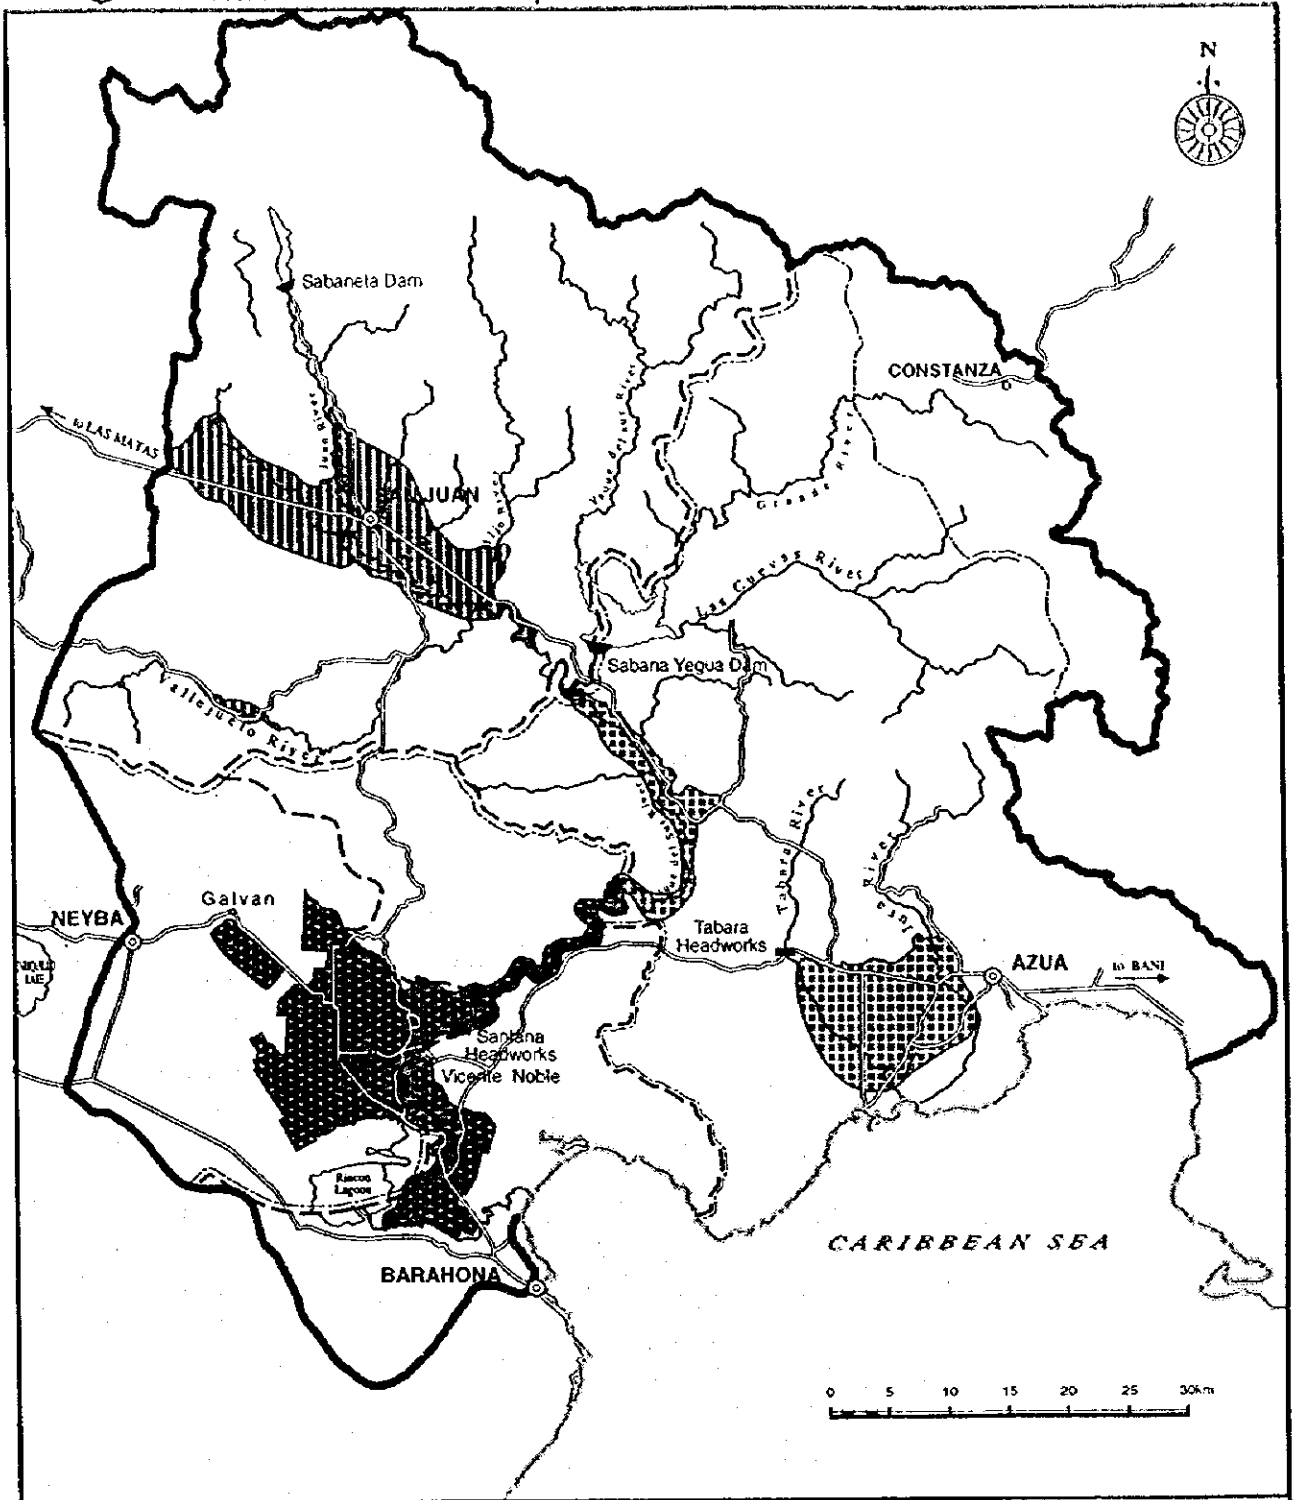 N
Sabaneta Dam
CONSTANZA
to LAS MATAS
Juan River
JUAN
Yaque del sur River
Grande River
Las Cuevas River
Sabana Yegua Dam
Vallejuelo River
Tabara River
Jura River
Galvan
NEYBA
Tabara
Headworks
AZUA
to BANI
Santana
Headworks
Vicente Noble
Rincon
Lagoon
CARIBBEAN SEA
BARAHONA
0 5 10 15 20 25 30km